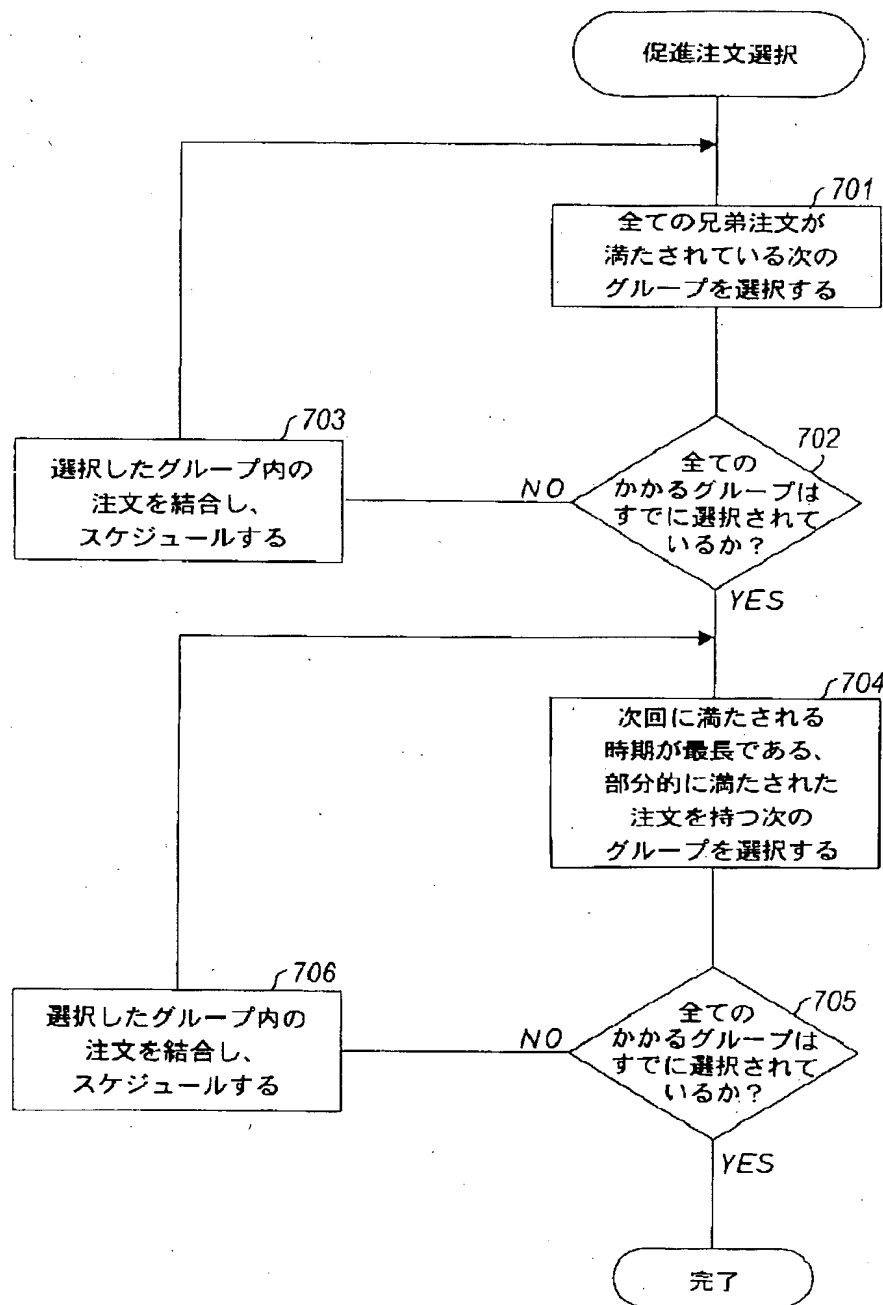 促進注文選択
701
全ての兄弟注文が
満たされている次の
グループを選択する
702
全ての
かかるグループは
すでに選択されて
いるか？
NO
703
選択したグループ内の
注文を結合し、
スケジュールする
YES
704
次回に満たされる
時期が最長である、
部分的に満たされた
注文を持つ次の
グループを選択する
705
全ての
かかるグループは
すでに選択されて
いるか？
NO
706
選択したグループ内の
注文を結合し、
スケジュールする
YES
完了